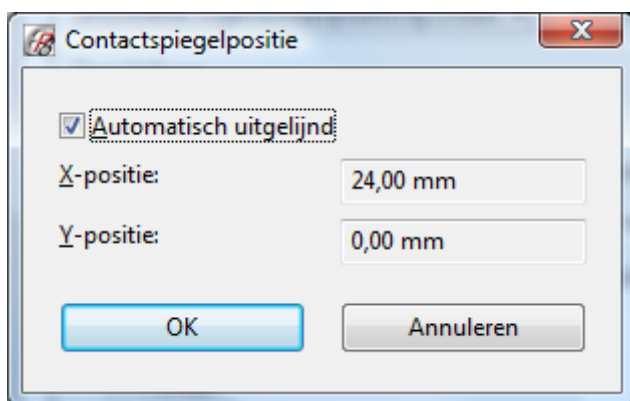 Contactspiegelpositie
Automatisch uitgelijnd
X-positie: 24,00 mm
Y-positie: 0,00 mm
OK Annuleren